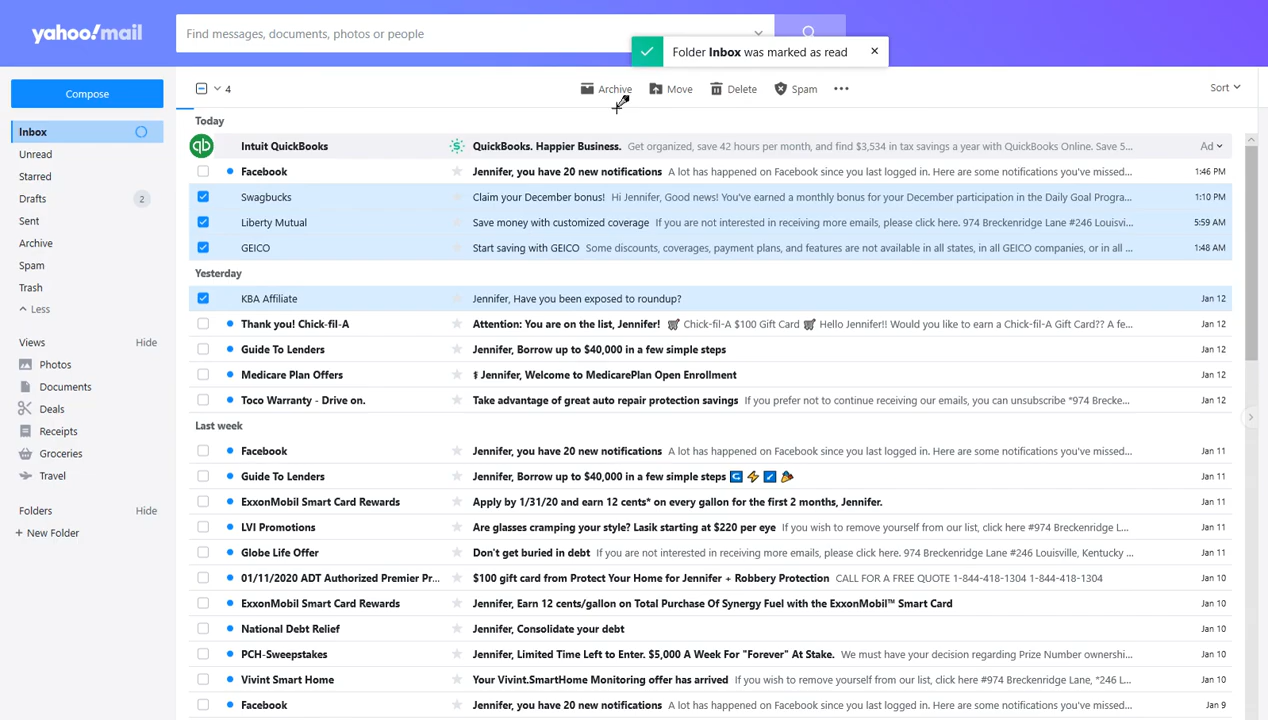 yahoo!mail
Find messages, documents, photos or people
Folder Inbox was marked as read
Compose
4
Archive Move Delete Spam
Sort
Inbox
Unread
Starred
Drafts 2
Sent
Archive
Spam
Trash
Less
Views Hide
Photos
Documents
Deals
Receipts
Groceries
Travel
Folders Hide
+ New Folder
Today
qb Intuit QuickBooks QuickBooks. Happier Business. Get organized, save 42 hours per month, and find $3,534 in tax savings a year with QuickBooks Online. Save 5... Ad
Facebook Jennifer, you have 20 new notifications A lot has happened on Facebook since you last logged in. Here are some notifications you've missed... 1:46 PM
Swagbucks Claim your December bonus! Hi Jennifer, Good news! You've earned a monthly bonus for your December participation in the Daily Goal Progra... 1:10 PM
Liberty Mutual Save money with customized coverage If you are not interested in receiving more emails, please click here. 974 Breckenridge Lane #246 Louisvi... 5:59 AM
GEICO Start saving with GEICO Some discounts, coverages, payment plans, and features are not available in all states, in all GEICO companies, or in all ... 1:48 AM
Yesterday
KBA Affiliate Jennifer, Have you been exposed to roundup? Jan 12
Thank you! Chick-fil-A Attention: You are on the list, Jennifer! Chick-fil-A $100 Gift Card Hello Jennifer!! Would you like to earn a Chick-fil-A Gift Card?? A fe... Jan 12
Guide To Lenders Jennifer, Borrow up to $40,000 in a few simple steps Jan 12
Medicare Plan Offers Jennifer, Welcome to MedicarePlan Open Enrollment Jan 12
Toco Warranty - Drive on. Take advantage of great auto repair protection savings If you prefer not to continue receiving our emails, you can unsubscribe *974 Brecke... Jan 12
Last week
Facebook Jennifer, you have 20 new notifications A lot has happened on Facebook since you last logged in. Here are some notifications you've missed... Jan 11
Guide To Lenders Jennifer, Borrow up to $40,000 in a few simple steps Jan 11
ExxonMobil Smart Card Rewards Apply by 1/31/20 and earn 12 cents* on every gallon for the first 2 months, Jennifer. Jan 11
LVI Promotions Are glasses cramping your style? Lasik starting at $220 per eye If you wish to remove yourself from our list, click here #974 Breckenridge L... Jan 11
Globe Life Offer Don't get buried in debt If you are not interested in receiving more emails, please click here. 974 Breckenridge Lane #246 Louisville, Kentucky ... Jan 11
01/11/2020 ADT Authorized Premier Pr... $100 gift card from Protect Your Home for Jennifer + Robbery Protection CALL FOR A FREE QUOTE 1-844-418-1304 1-844-418-1304 Jan 10
ExxonMobil Smart Card Rewards Jennifer, Earn 12 cents/gallon on Total Purchase Of Synergy Fuel with the ExxonMobil™ Smart Card Jan 10
National Debt Relief Jennifer, Consolidate your debt Jan 10
PCH-Sweepstakes Jennifer, Limited Time Left to Enter. $5,000 A Week For "Forever" At Stake. We must have your decision regarding Prize Number ownershi... Jan 10
Vivint Smart Home Your Vivint.SmartHome Monitoring offer has arrived If you wish to remove yourself from our list, click here #974 Breckenridge Lane, *246 L... Jan 10
Facebook Jennifer, you have 20 new notifications A lot has happened on Facebook since you last logged in. Here are some notifications you've missed... Jan 9